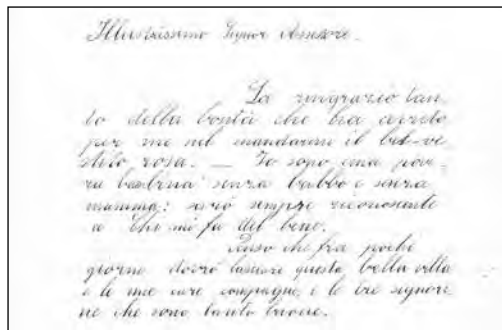 Illustrissimo Signor Assessore.
La ringrazio tan-
to della bontà che ha avuto
per me nel mandarmi il bel ve-
stito rosa. — Io sono una pove-
ra bambina senza babbo e senza
mamma: sarò sempre riconoscente
a chi mi fa del bene.
Penso che fra pochi
giorni dovrò lasciare questa bella villa
e le mie care compagne, e le tre signori-
ne che sono tanto buone.